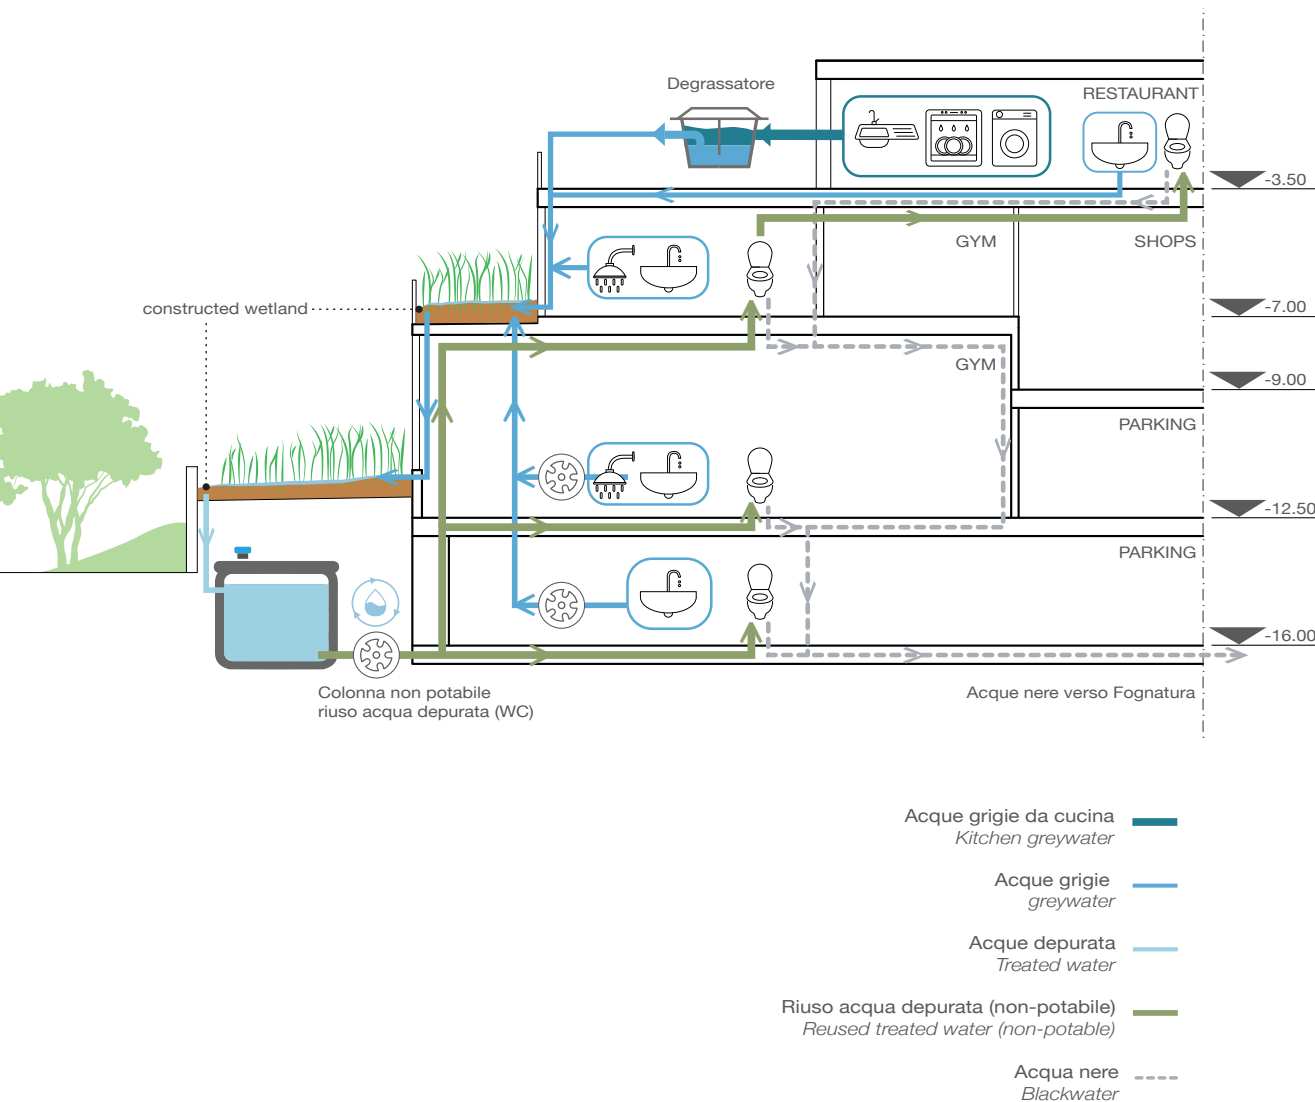 Degrassatore
RESTAURANT
-3.50
GYM
SHOPS
constructed wetland
-7.00
GYM
-9.00
PARKING
-12.50
PARKING
-16.00
Colonna non potabile
riuso acqua depurata (WC)
Acque nere verso Fognatura
Acque grigie da cucina
Kitchen greywater
Acque grigie
greywater
Acque depurata
Treated water
Riuso acqua depurata (non-potabile)
Reused treated water (non-potable)
Acqua nere
Blackwater